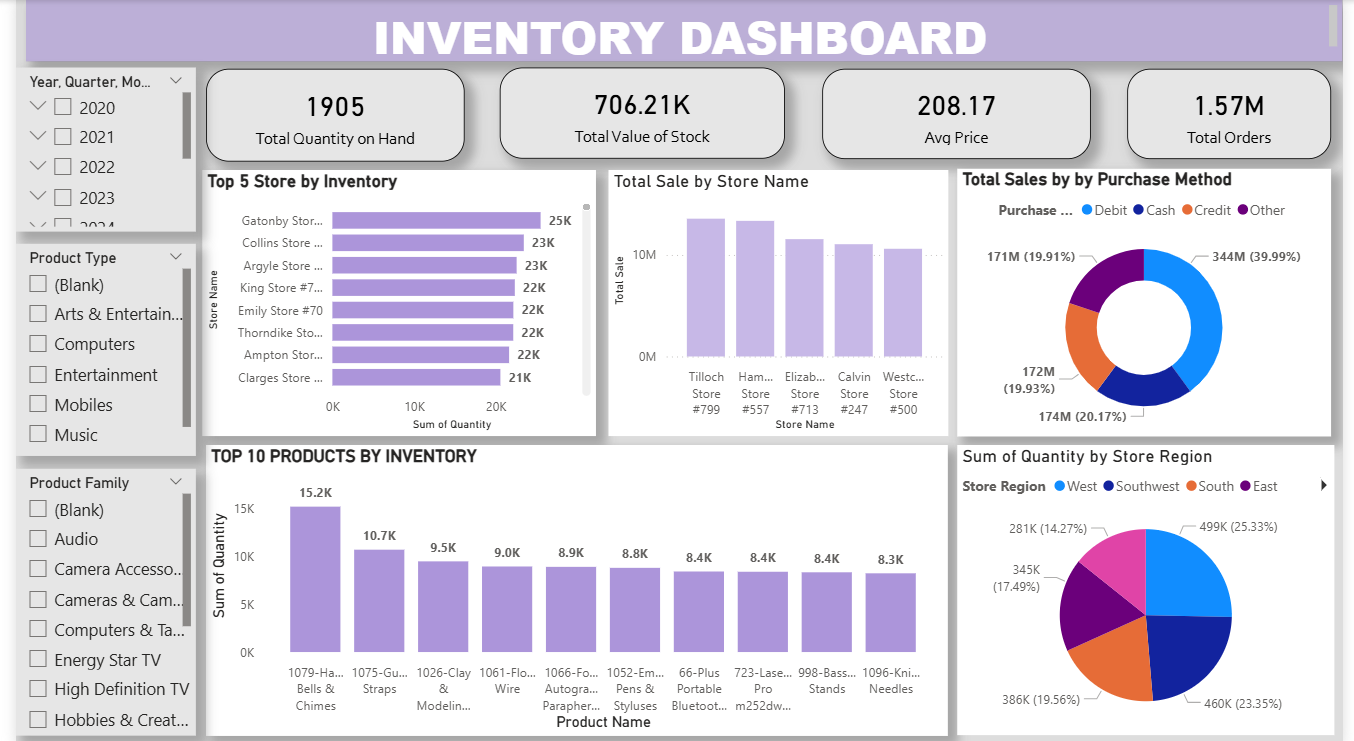 INVENTORY DASHBOARD
Year, Quarter, Mo...
2020
2021
2022
2023
Product Type
(Blank)
Arts & Entertain...
Computers
Entertainment
Mobiles
Music
Product Family
(Blank)
Audio
Camera Accesso...
Cameras & Cam...
Computers & Ta...
Energy Star TV
High Definition TV
Hobbies & Creat...
1905
Total Quantity on Hand
706.21K
Total Value of Stock
208.17
Avg Price
1.57M
Total Orders
Top 5 Store by Inventory
Store Name
Gatonby Stor... 25K
Collins Store ... 23K
Argyle Store ... 23K
King Store #7... 22K
Emily Store #70 22K
Thorndike Sto... 22K
Ampton Stor... 22K
Clarges Store ... 21K
0K 10K 20K
Sum of Quantity
Total Sale by Store Name
Total Sale
10M
0M
Tilloch Ham... Elizab... Calvin Westc...
Store Store Store Store Store
#799 #557 #713 #247 #500
Store Name
Total Sales by by Purchase Method
Purchase ... Debit Cash Credit Other
171M (19.91%) 344M (39.99%)
172M
(19.93%)
174M (20.17%)
TOP 10 PRODUCTS BY INVENTORY
Sum of Quantity
15K
10K
5K
0K
15.2K 10.7K 9.5K 9.0K 8.9K 8.8K 8.4K 8.4K 8.4K 8.3K
1079-Ha... 1075-Gu... 1026-Clay 1061-Flo... 1066-Fo... 1052-Em... 66-Plus 723-Lase... 998-Bass... 1096-Kni...
Bells & Straps & Wire Autogra... Pens & Portable Pro Stands Needles
Chimes Modelin... Parapher... Styluses Bluetoot... m252dw...
Product Name
Sum of Quantity by Store Region
Store Region West Southwest South East
281K (14.27%) 499K (25.33%)
345K
(17.49%)
386K (19.56%) 460K (23.35%)